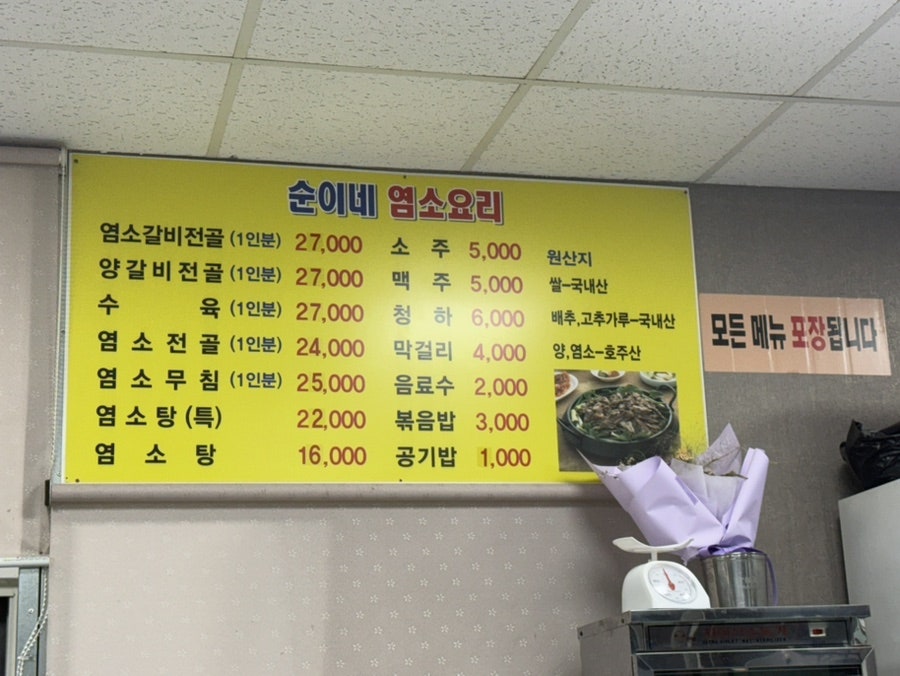 순이네 염소요리
염소갈비전골 (1인분) 27,000
양갈비전골 (1인분) 27,000
수육 (1인분) 27,000
염소전골 (1인분) 24,000
염소무침 (1인분) 25,000
염소탕 (특) 22,000
염소탕 16,000
소주 5,000
맥주 5,000
청하 6,000
막걸리 4,000
음료수 2,000
볶음밥 3,000
공기밥 1,000
원산지
쌀-국내산
배추,고추가루-국내산
양,염소-호주산
모든 메뉴 포장됩니다